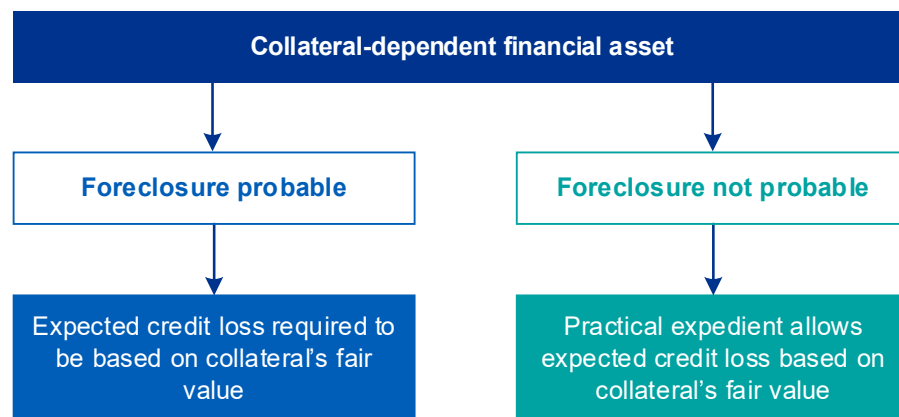 Collateral-dependent financial asset
Foreclosure probable
Foreclosure not probable
Expected credit loss required to
be based on collateral’s fair
value
Practical expedient allows
expected credit loss based on
collateral’s fair value